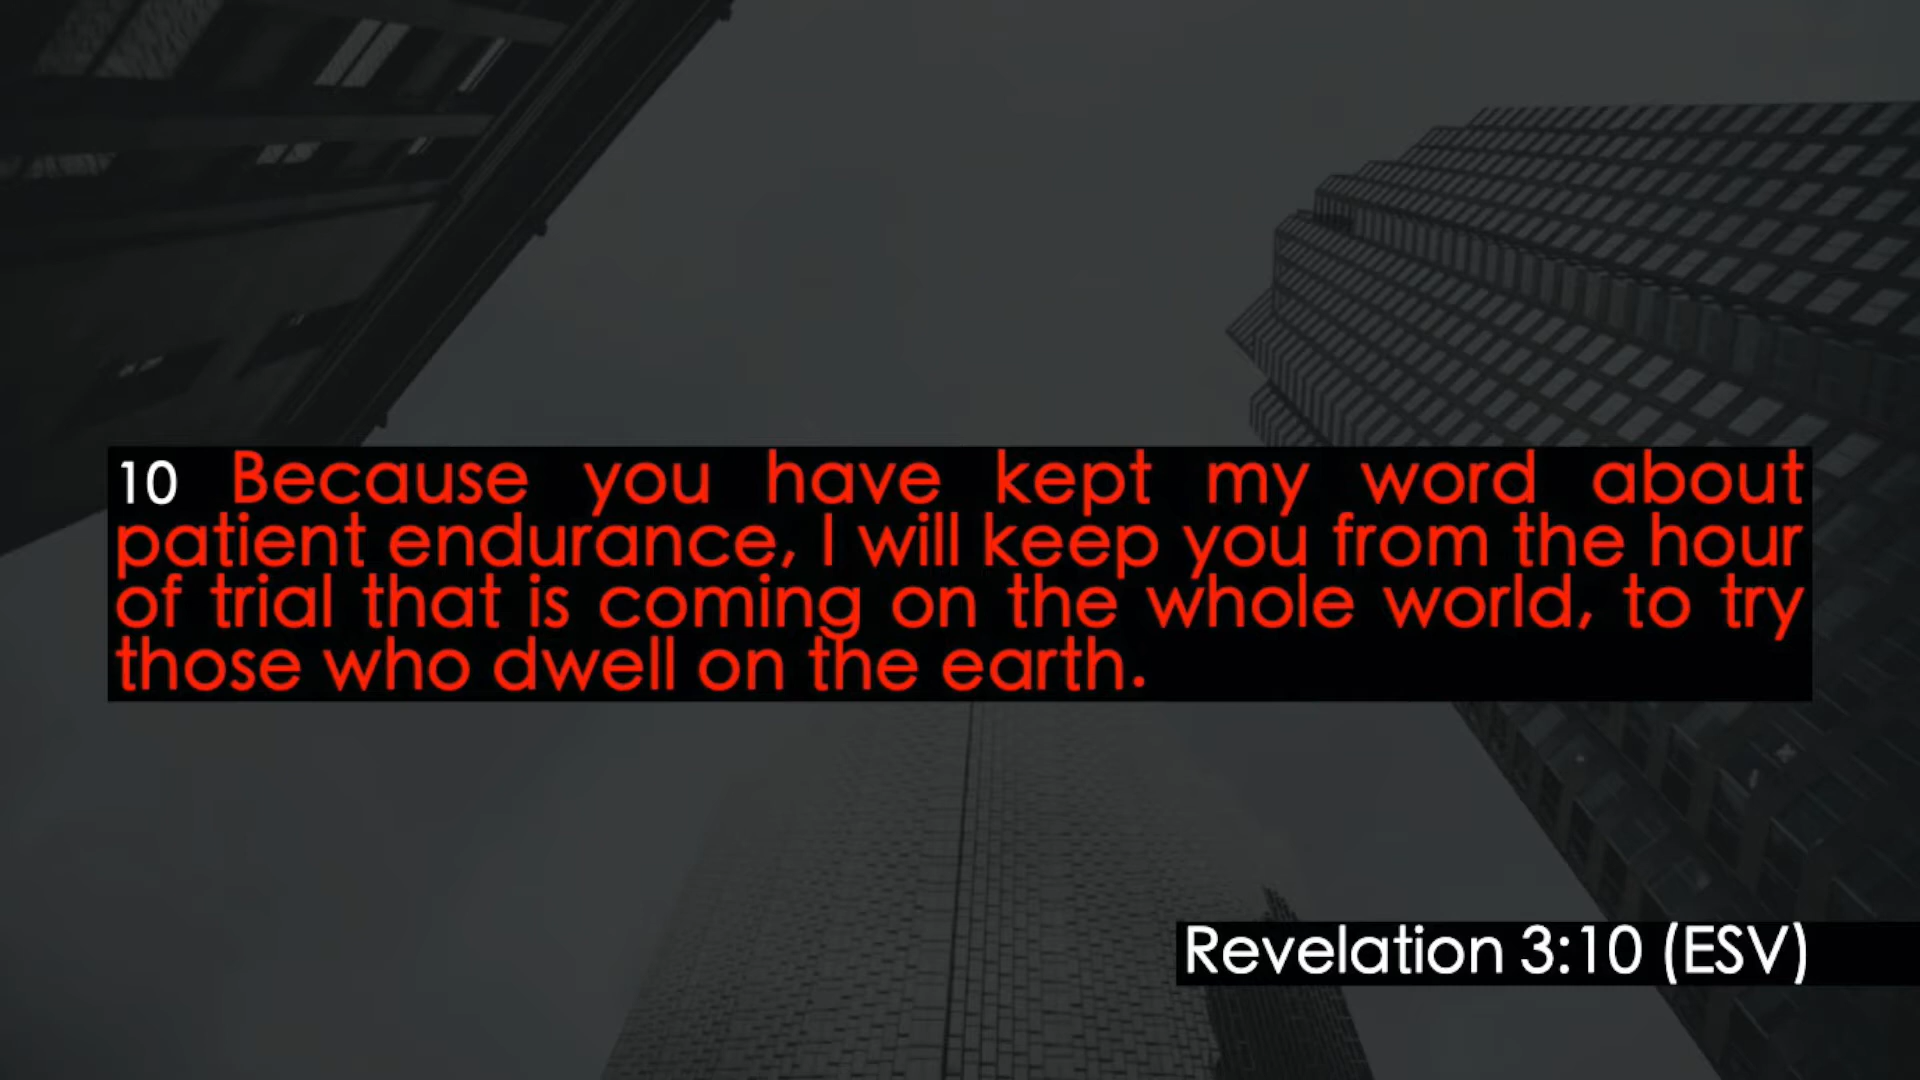 10 Because you have kept my word about
patient endurance, I will keep you from the hour
of trial that is coming on the whole world, to try
those who dwell on the earth.
Revelation 3:10 (ESV)